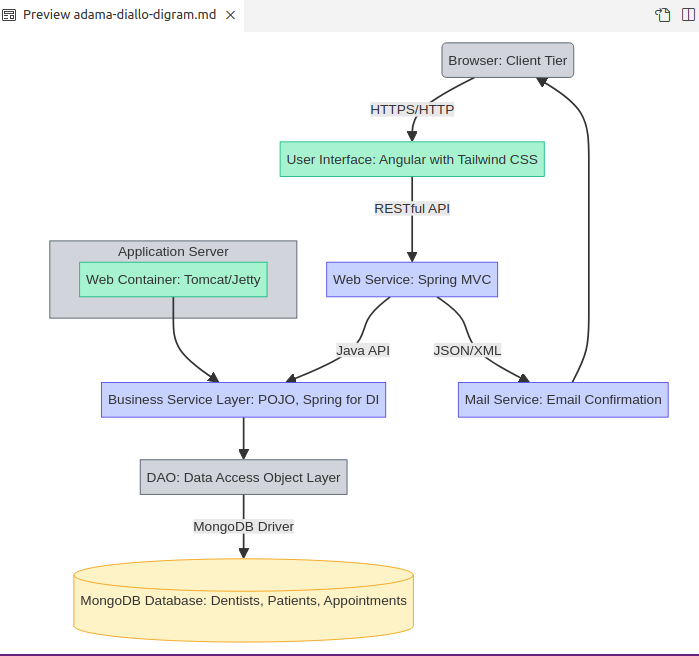 Preview adama-diallo-digram.md
Browser: Client Tier
HTTPS/HTTP
User Interface: Angular with Tailwind CSS
RESTful API
Application Server
Web Container: Tomcat/Jetty
Web Service: Spring MVC
Java API
JSON/XML
Business Service Layer: POJO, Spring for DI
Mail Service: Email Confirmation
DAO: Data Access Object Layer
MongoDB Driver
MongoDB Database: Dentists, Patients, Appointments